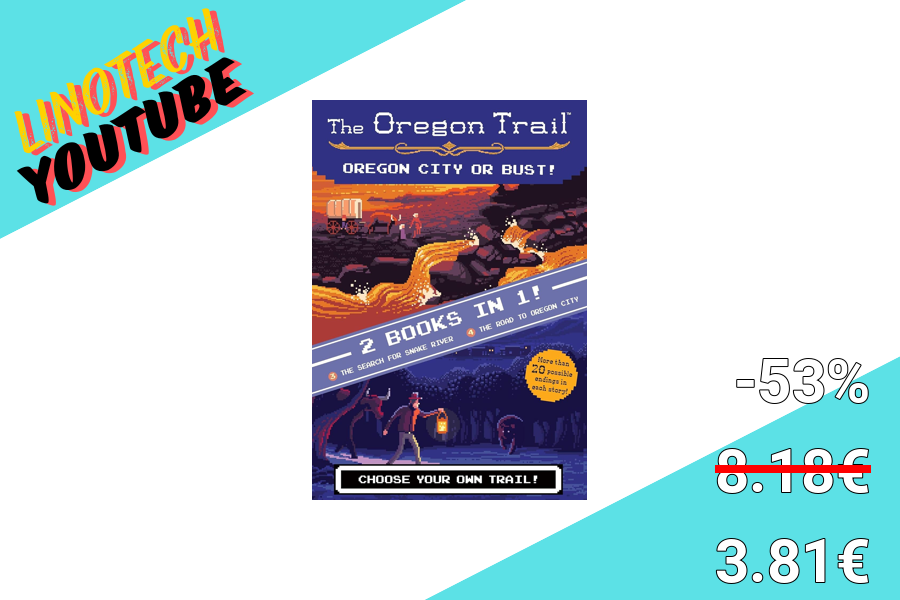 LINOTECH
YOUTUBE
The Oregon Trail™
OREGON CITY OR BUST!
2 BOOKS IN 1!
3 THE SEARCH FOR SNAKE RIVER 4 THE ROAD TO OREGON CITY
More than
20 possible
endings in
each story!
CHOOSE YOUR OWN TRAIL!
-53%
8.18€
3.81€